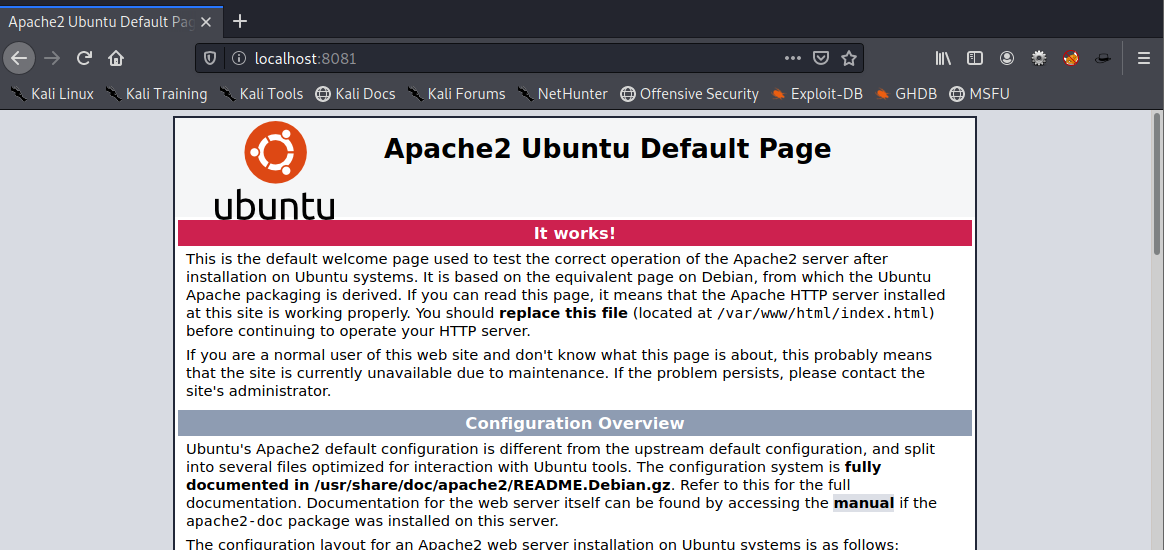 Apache2 Ubuntu Default Pag
localhost:8081
Kali Linux Kali Training Kali Tools Kali Docs Kali Forums NetHunter Offensive Security Exploit-DB GHDB MSFU
ubuntu
Apache2 Ubuntu Default Page
It works!
This is the default welcome page used to test the correct operation of the Apache2 server after
installation on Ubuntu systems. It is based on the equivalent page on Debian, from which the Ubuntu
Apache packaging is derived. If you can read this page, it means that the Apache HTTP server installed
at this site is working properly. You should replace this file (located at /var/www/html/index.html)
before continuing to operate your HTTP server.
If you are a normal user of this web site and don't know what this page is about, this probably means
that the site is currently unavailable due to maintenance. If the problem persists, please contact the
site's administrator.
Configuration Overview
Ubuntu's Apache2 default configuration is different from the upstream default configuration, and split
into several files optimized for interaction with Ubuntu tools. The configuration system is fully
documented in /usr/share/doc/apache2/README.Debian.gz. Refer to this for the full
documentation. Documentation for the web server itself can be found by accessing the manual if the
apache2-doc package was installed on this server.
The configuration layout for an Apache2 web server installation on Ubuntu systems is as follows: